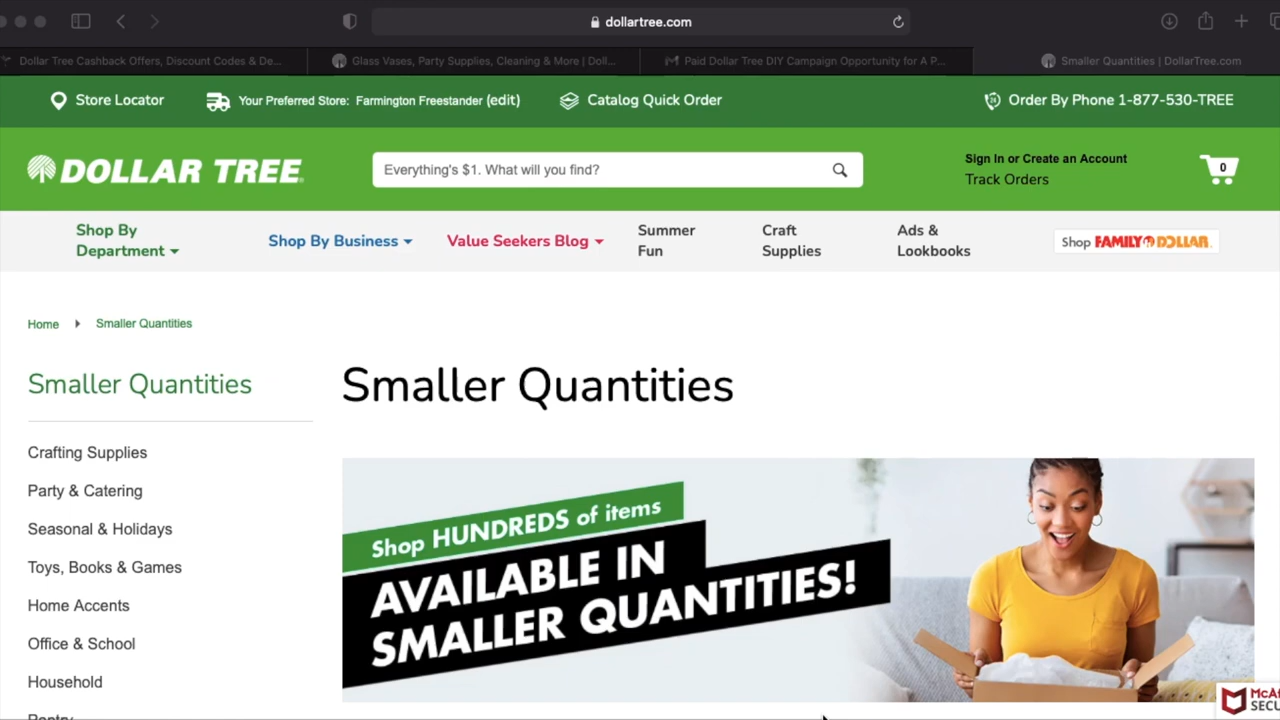 dollartree.com
Dollar Tree Cashback Offers, Discount Codes & De...
Glass Vases, Party Supplies, Cleaning & More | Doll...
Paid Dollar Tree DIY Campaign Opportunity for A P...
Smaller Quantities | DollarTree.com
Store Locator
Your Preferred Store: Farmington Freestander (edit)
Catalog Quick Order
Order By Phone 1-877-530-TREE
DOLLAR TREE
Everything's $1. What will you find?
Sign In or Create an Account
Track Orders
0
Shop By
Department
Shop By Business
Value Seekers Blog
Summer
Fun
Craft
Supplies
Ads &
Lookbooks
Shop FAMILY DOLLAR
Home
Smaller Quantities
Smaller Quantities
Smaller Quantities
Crafting Supplies
Party & Catering
Seasonal & Holidays
Toys, Books & Games
Home Accents
Office & School
Household
Pantry
Shop HUNDREDS of items
AVAILABLE IN
SMALLER QUANTITIES!